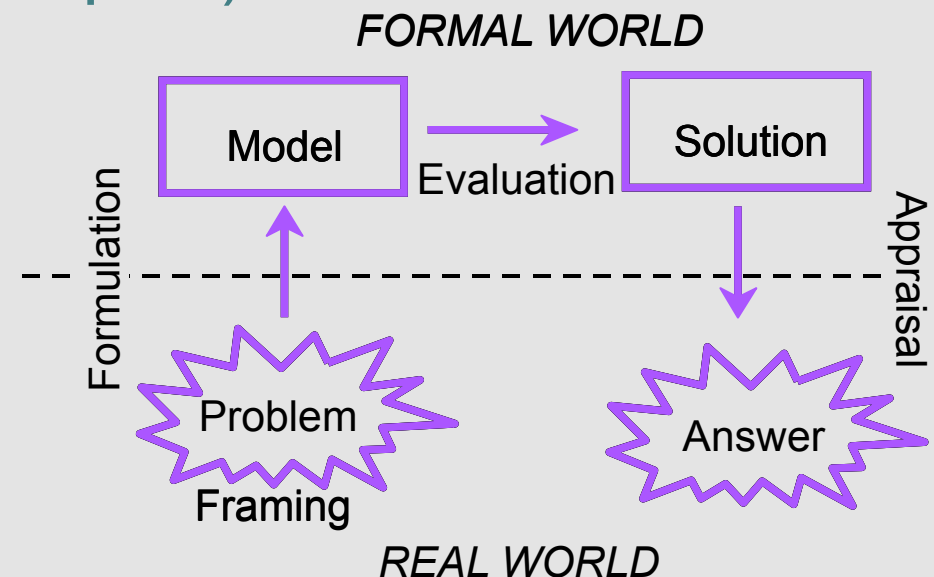 FORMAL WORLD
Model
Solution
Evaluation
Formulation
Appraisal
Problem
Answer
Framing
REAL WORLD